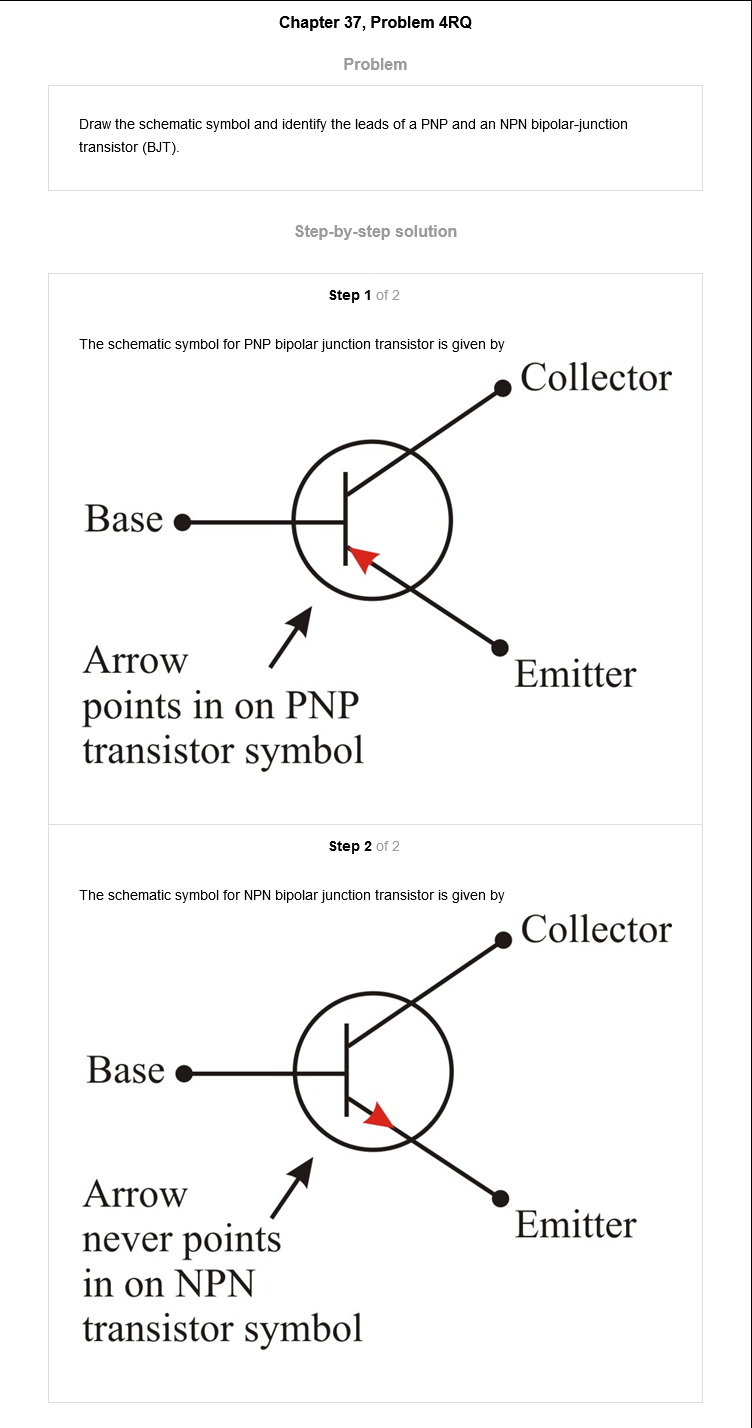 Chapter 37, Problem 4RQ
Problem
Draw the schematic symbol and identify the leads of a PNP and an NPN bipolar-junction
transistor (BJT).
Step-by-step solution
Step 1 of 2
The schematic symbol for PNP bipolar junction transistor is given by
Collector
Base
Emitter
Arrow
points in on PNP
transistor symbol
Step 2 of 2
The schematic symbol for NPN bipolar junction transistor is given by
Collector
Base
Emitter
Arrow
never points
in on NPN
transistor symbol